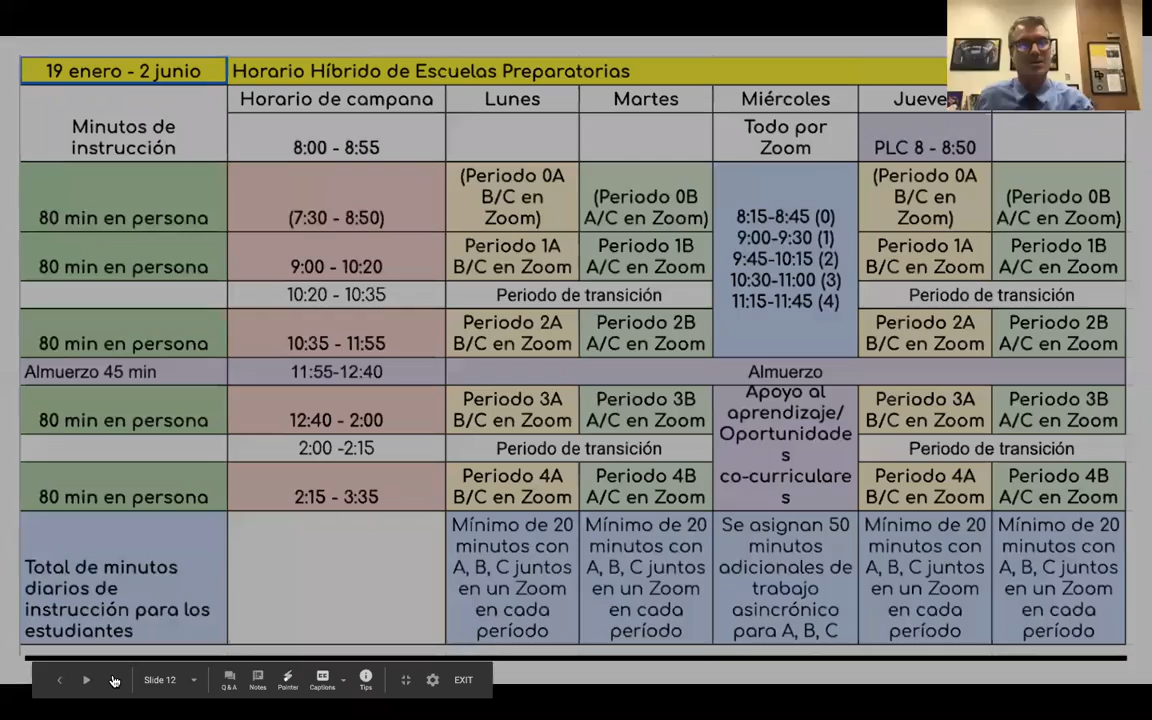 19 enero - 2 junio
Horario Híbrido de Escuelas Preparatorias
Horario de campana
Lunes
Martes
Miércoles
Minutos de
instrucción
8:00 - 8:55
Todo por
Zoom
PLC 8 - 8:50
80 min en persona
(7:30 - 8:50)
(Periodo 0A
B/C en
Zoom)
(Periodo 0B
A/C en Zoom)
8:15-8:45 (0)
9:00-9:30 (1)
9:45-10:15 (2)
10:30-11:00 (3)
11:15-11:45 (4)
(Periodo 0A
B/C en
Zoom)
(Periodo 0B
A/C en Zoom)
80 min en persona
9:00 - 10:20
Periodo 1A
B/C en Zoom
Periodo 1B
A/C en Zoom
Periodo 1A
B/C en Zoom
Periodo 1B
A/C en Zoom
10:20 - 10:35
Periodo de transición
Periodo de transición
80 min en persona
10:35 - 11:55
Periodo 2A
B/C en Zoom
Periodo 2B
A/C en Zoom
Periodo 2A
B/C en Zoom
Periodo 2B
A/C en Zoom
Almuerzo 45 min
11:55-12:40
Almuerzo
80 min en persona
12:40 - 2:00
Periodo 3A
B/C en Zoom
Periodo 3B
A/C en Zoom
Apoyo al
aprendizaje/
Oportunidade
s
co-curriculare
s
Periodo 3A
B/C en Zoom
Periodo 3B
A/C en Zoom
2:00 -2:15
Periodo de transición
Periodo de transición
80 min en persona
2:15 - 3:35
Periodo 4A
B/C en Zoom
Periodo 4B
A/C en Zoom
Periodo 4A
B/C en Zoom
Periodo 4B
A/C en Zoom
Total de minutos
diarios de
instrucción para los
estudiantes
Mínimo de 20
minutos con
A, B, C juntos
en un Zoom
en cada
período
Mínimo de 20
minutos con
A, B, C juntos
en un Zoom
en cada
período
Se asignan 50
minutos
adicionales de
trabajo
asincrónico
para A, B, C
Mínimo de 20
minutos con
A, B, C juntos
en un Zoom
en cada
período
Mínimo de 20
minutos con
A, B, C juntos
en un Zoom
en cada
período
Slide 12
Q & A
Notes
Pointer
Captions
Tips
EXIT